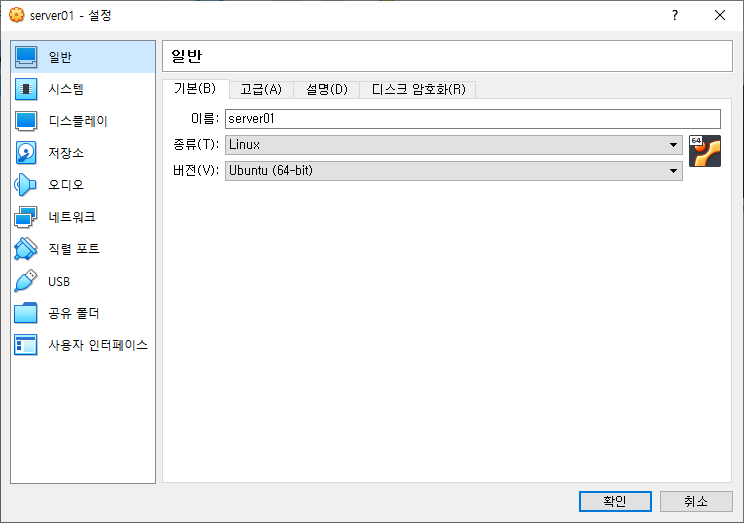 server01 - 설정
?
일반
시스템
디스플레이
저장소
오디오
네트워크
직렬 포트
USB
공유 폴더
사용자 인터페이스
일반
기본(B) 고급(A) 설명(D) 디스크 암호화(R)
이름: server01
종류(T): Linux
64
버전(V): Ubuntu (64-bit)
확인 취소